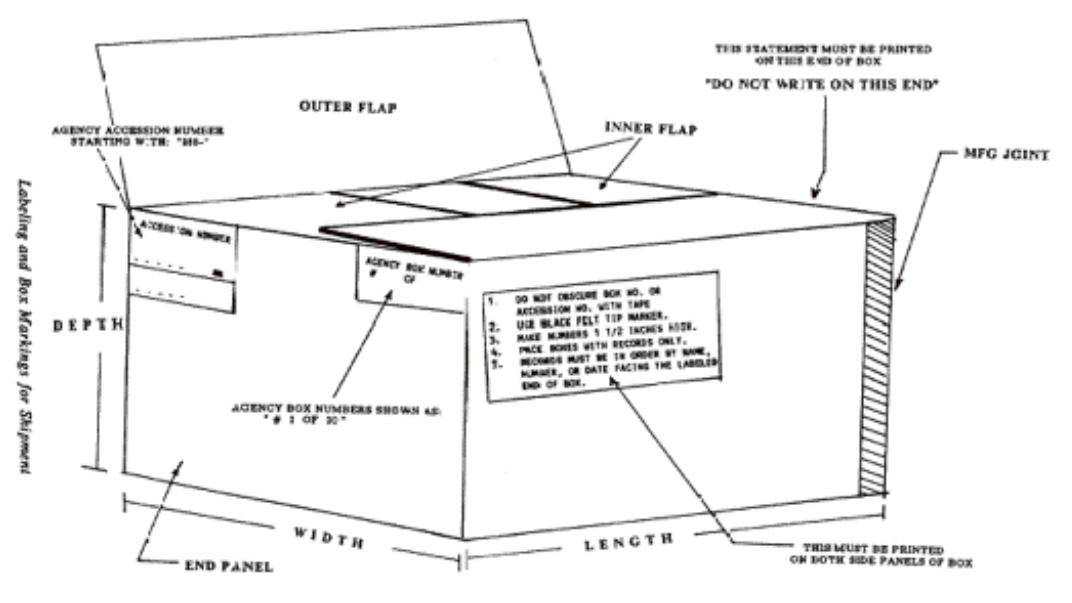 THIS STATEMENT MUST BE PRINTED
ON THIS END OF BOX
"DO NOT WRITE ON THIS END"
OUTER FLAP
INNER FLAP
AGENCY ACCESSION NUMBER
STARTING WITH:
MFG JOINT
ACCESSION NUMBER
AGENCY BOX NUMBER
# OF
1. DO NOT OBSCURE BOX NO. OR
ACCESSION NO. WITH TAPE
2. USE BLACK FELT TIP MARKER.
3. MAKE NUMBERS 1 1/2 INCHES HIGH.
4. PACK BOXES WITH RECORDS ONLY.
5. RECORDS MUST BE IN ORDER BY NAME,
NUMBER, OR DATE FACING THE LABELED
END OF BOX.
DEPTH
AGENCY BOX NUMBERS SHOWN AS:
" # 1 OF "
WIDTH
LENGTH
END PANEL
THIS MUST BE PRINTED
ON BOTH SIDE PANELS OF BOX
Labeling and Box Markings for Shipment